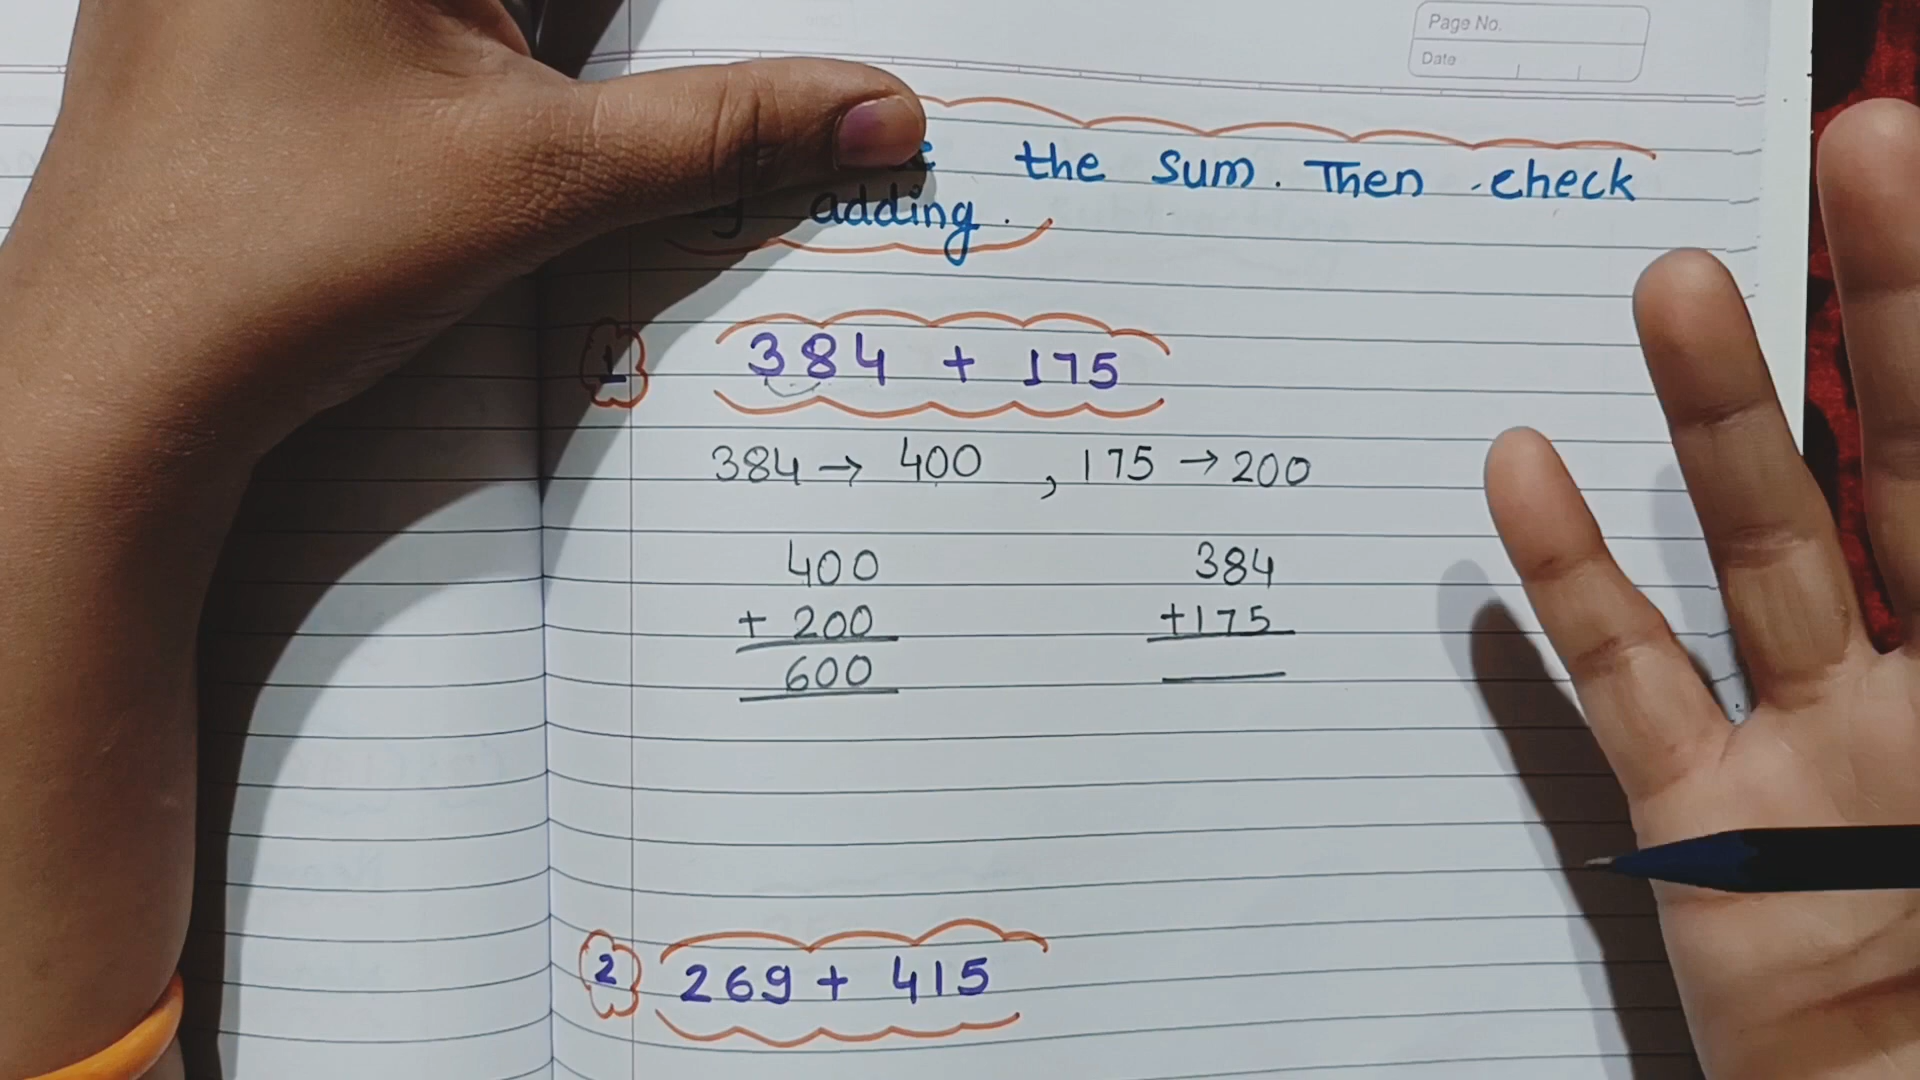 Page No.
Date
the sum. Then check
adding.
1 384 + 175
384 → 400 , 175 → 200
400 384
+ 200 +175
600
2 269 + 415